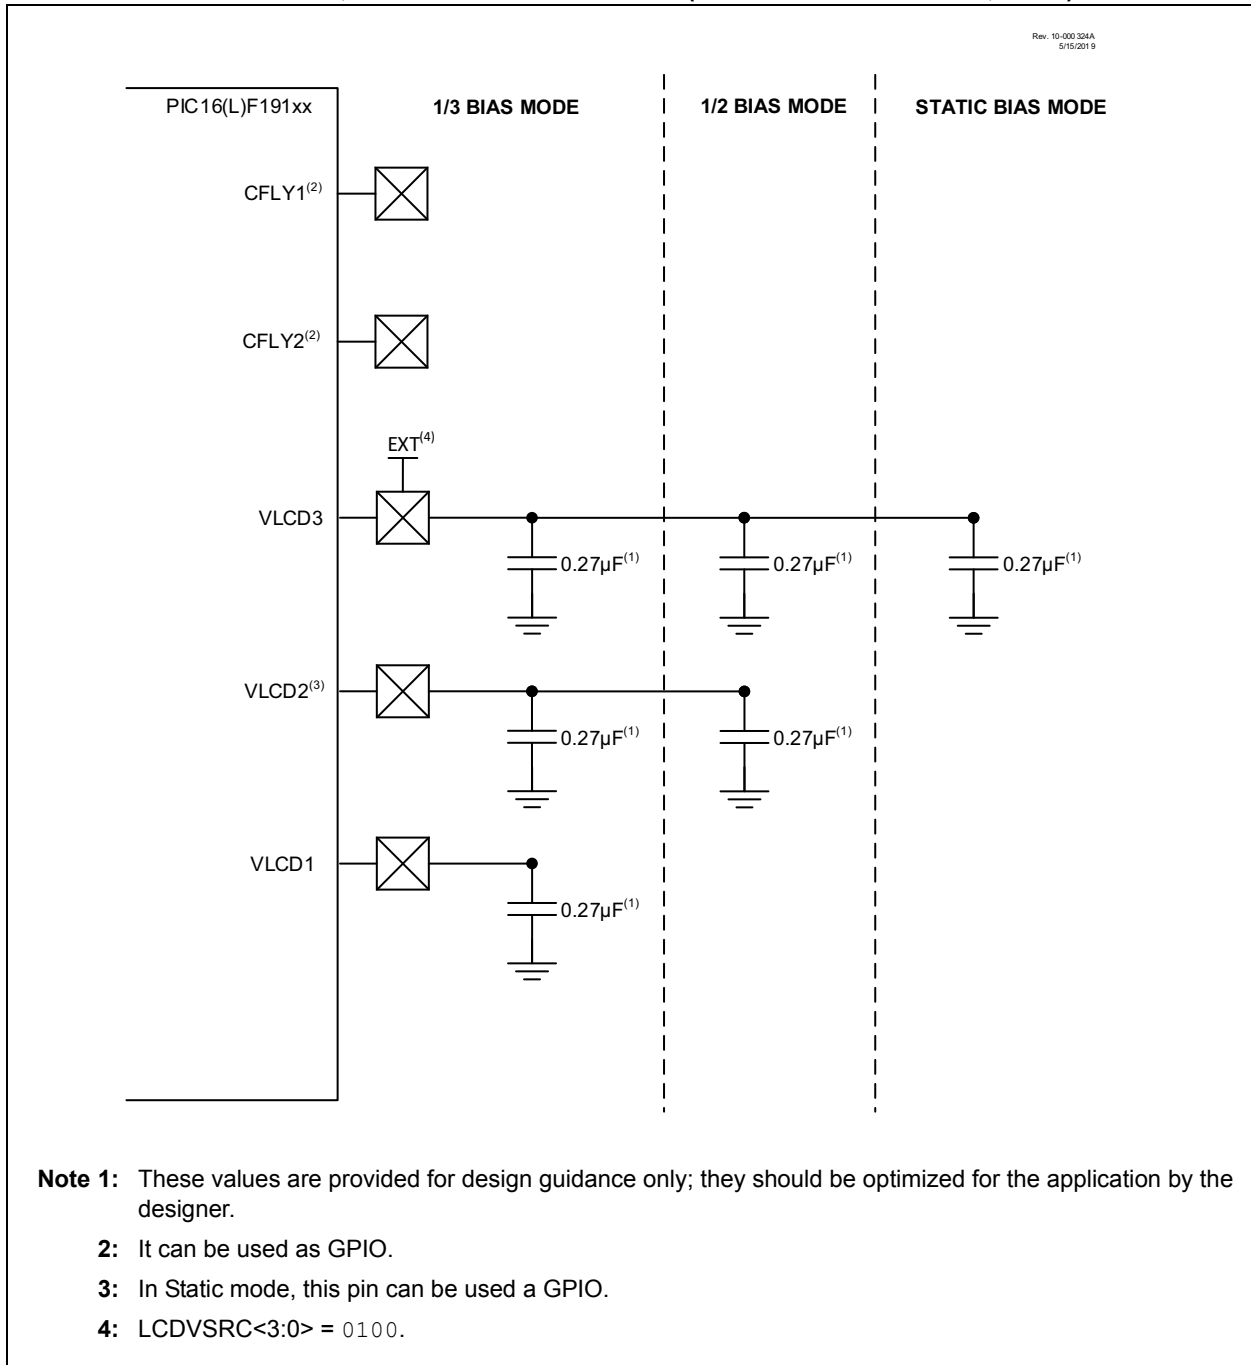 Rev. 10-000 324A
5/15/201 9
PIC16(L)F191xx
1/3 BIAS MODE
1/2 BIAS MODE
STATIC BIAS MODE
CFLY1(2)
CFLY2(2)
EXT(4)
VLCD3
0.27µF(1)
0.27µF(1)
0.27µF(1)
VLCD2(3)
0.27µF(1)
0.27µF(1)
VLCD1
0.27µF(1)
Note 1: These values are provided for design guidance only; they should be optimized for the application by the
designer.
2: It can be used as GPIO.
3: In Static mode, this pin can be used a GPIO.
4: LCDVSRC<3:0> = 0100.